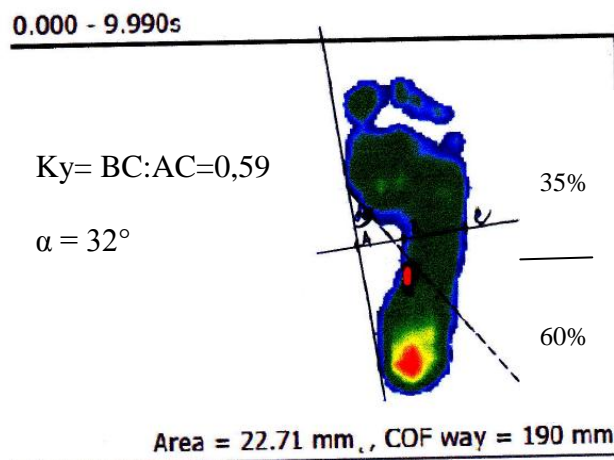 0.000 - 9.990s
Ky= BC:AC=0,59
α = 32°
35%
A
C
60%
Area = 22.71 mm , COF way = 190 mm